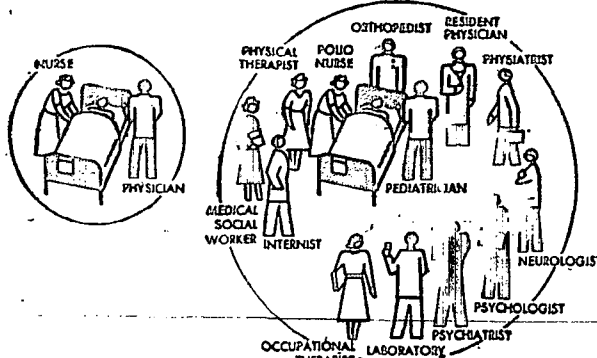 NURSE
PHYSICIAN
ORTHOPEDIST
RESIDENT
PHYSICIAN
PHYSICAL
THERAPIST
POLIO
NURSE
PHYSIATRIST
PEDIATRICIAN
MEDICAL
SOCIAL
WORKER
INTERNIST
NEUROLOGIST
PSYCHOLOGIST
PSYCHIATRIST
OCCUPATIONAL
LABORATORY